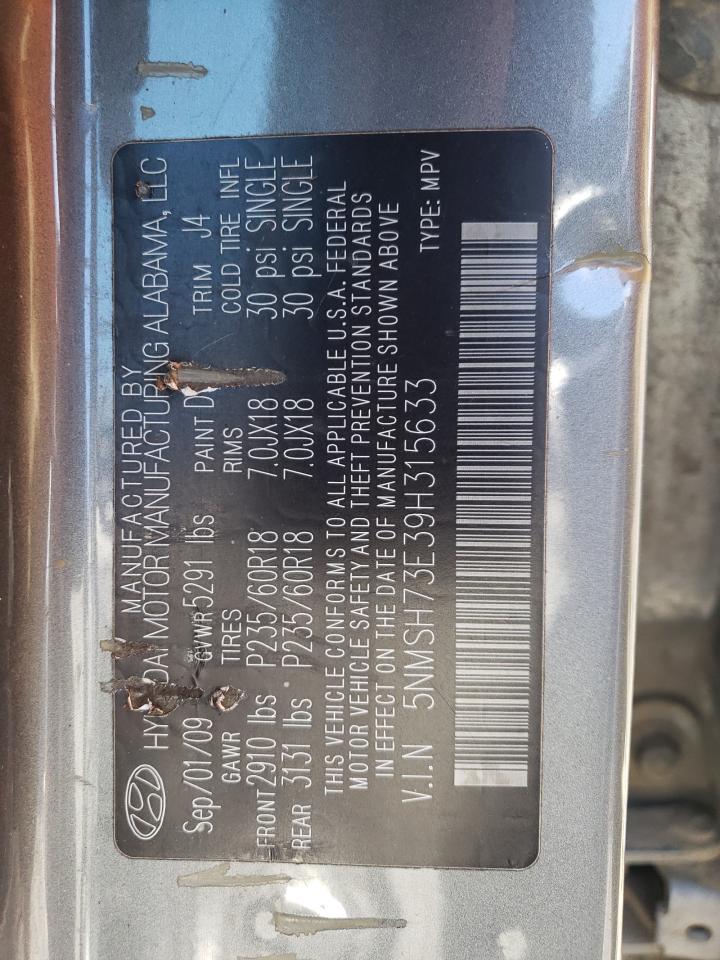 MANUFACTURED BY
HYUNDAI MOTOR MANUFACTURING ALABAMA, LLC
Sep/01/09 GVWR 5291 lbs PAINT TRIM J4
GAWR TIRES RIMS COLD TIRE INFL
FRONT 2910 lbs P235/60R18 7.0JX18 30 psi SINGLE
REAR 3131 lbs P235/60R18 7.0JX18 30 psi SINGLE
THIS VEHICLE CONFORMS TO ALL APPLICABLE U.S.A. FEDERAL
MOTOR VEHICLE SAFETY AND THEFT PREVENTION STANDARDS
IN EFFECT ON THE DATE OF MANUFACTURE SHOWN ABOVE
V.I.N 5NMSH73E39H315633 TYPE: MPV